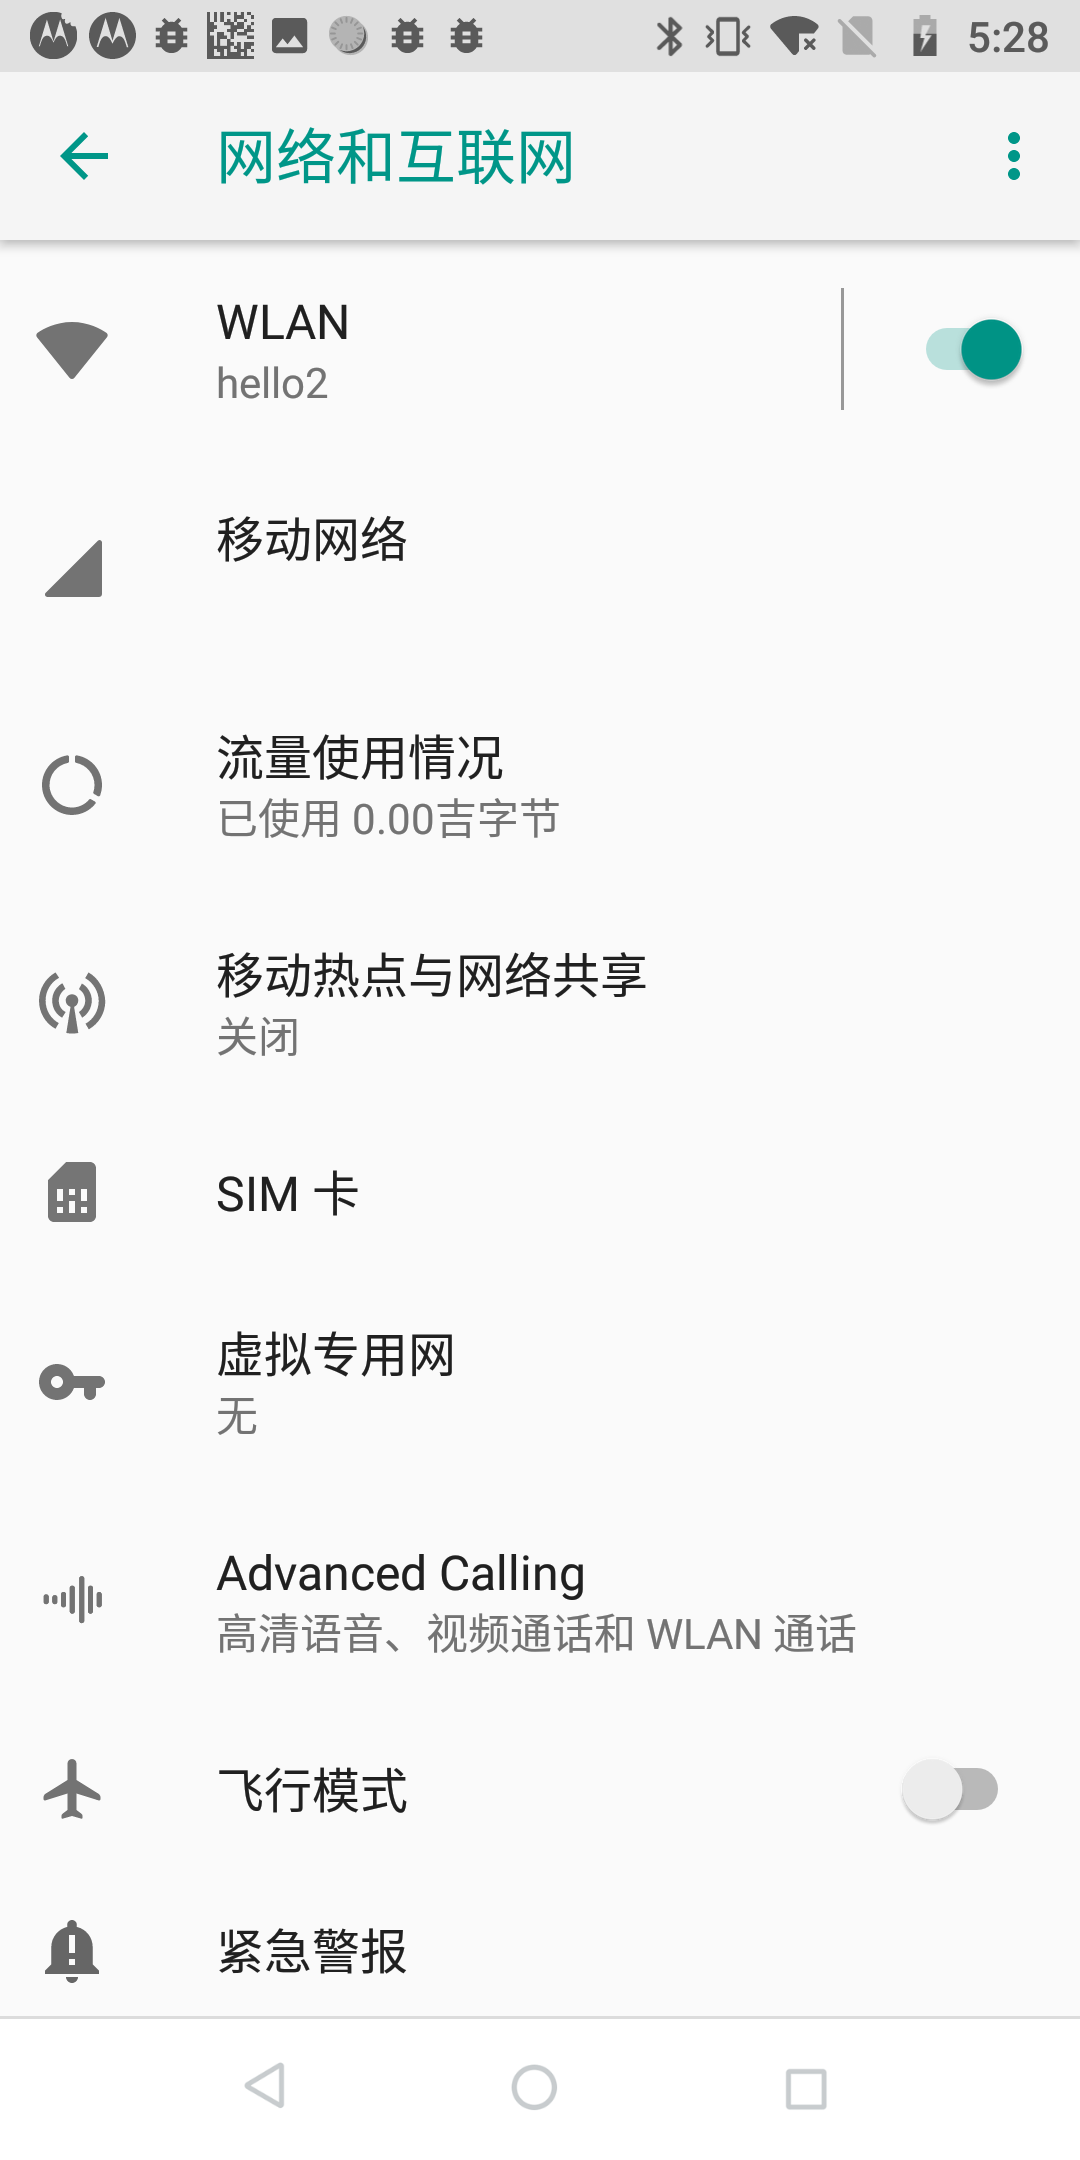 5:28
网络和互联网
WLAN
hello2
移动网络
流量使用情况
已使用 0.00吉字节
移动热点与网络共享
关闭
SIM 卡
虚拟专用网
无
Advanced Calling
高清语音、视频通话和 WLAN 通话
飞行模式
紧急警报